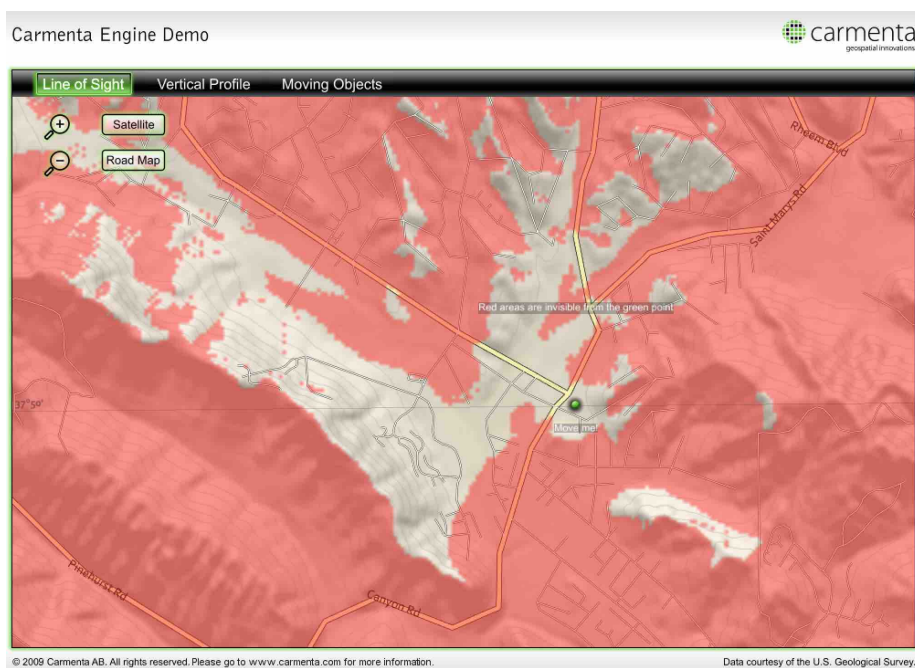 Carmenta Engine Demo
carmenta
geospatial innovations
Line of Sight
Vertical Profile
Moving Objects
Satellite
Road Map
Rheem Blvd
Saint Marys Rd
Red areas are invisible from the green point
37°50'
Move me!
Pinehurst Rd
Canyon Rd
© 2009 Carmenta AB. All rights reserved. Please go to www.carmenta.com for more information.
Data courtesy of the U.S. Geological Survey.